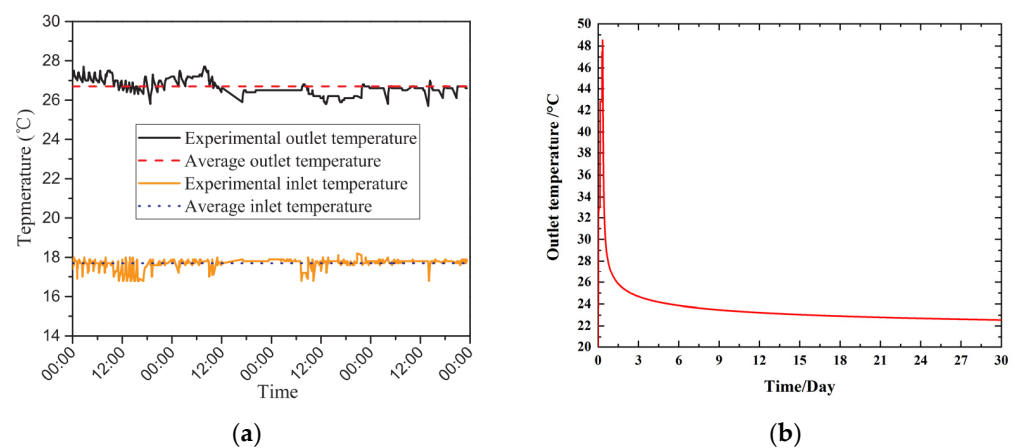 30
28
26
24
22
20
18
16
14
Tepmerature (℃)
Experimental outlet temperature
Average outlet temperature
Experimental inlet temperature
Average inlet temperature
00:00 12:00 00:00 12:00 00:00 12:00 00:00 12:00 00:00
Time
(a)
50
48
46
44
42
40
38
36
34
32
30
28
26
24
22
20
Outlet temperature /°C
0 3 6 9 12 15 18 21 24 27 30
Time/Day
(b)